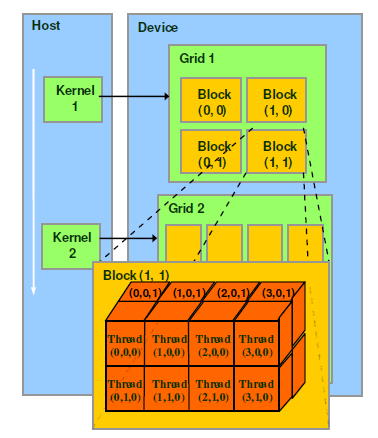 Host
Device
Grid 1
Kernel
1
Block
(0, 0)
Block
(1, 0)
Block
(0, 1)
Block
(1, 1)
Grid 2
Kernel
2
Block (1, 1)
(0,0,1) (1,0,1) (2,0,1) (3,0,1)
Thread
(0,0,0)
Thread
(1,0,0)
Thread
(2,0,0)
Thread
(3,0,0)
Thread
(0,1,0)
Thread
(1,1,0)
Thread
(2,1,0)
Thread
(3,1,0)